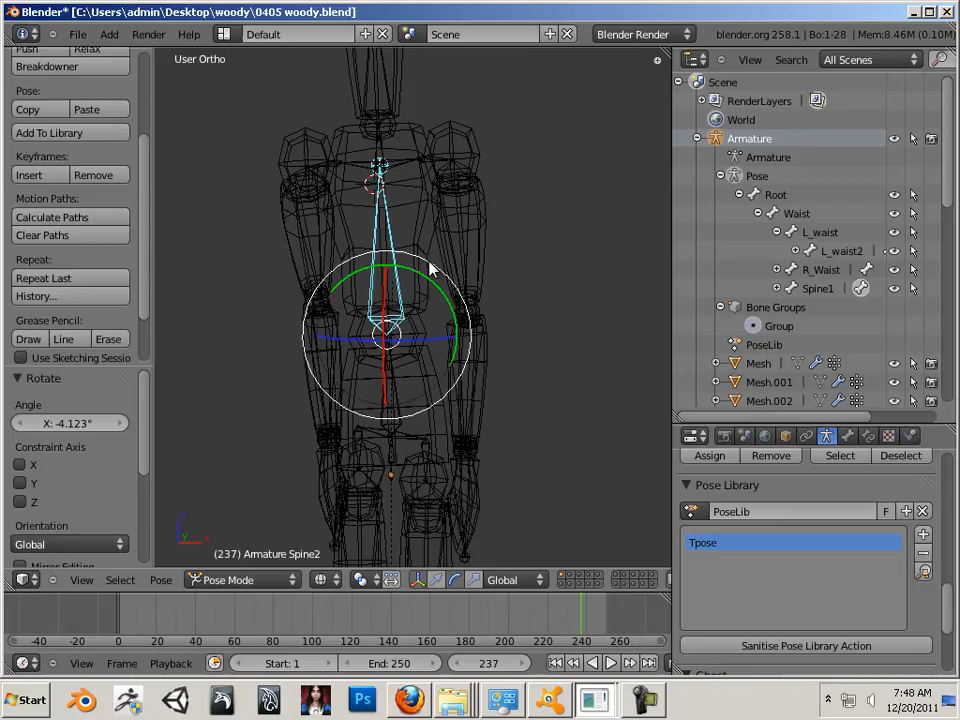 Blender* [C:\Users\admin\Desktop\woody\0405 woody.blend]
File Add Render Help Default Scene Blender Render blender.org 258.1 | Bo:1-28 | Mem:8.46M (0.10M)
Push Relax
Breakdowner
Pose:
Copy Paste
Add To Library
Keyframes:
Insert Remove
Motion Paths:
Calculate Paths
Clear Paths
Repeat:
Repeat Last
History...
Grease Pencil:
Draw Line Erase
Use Sketching Sessio
Rotate
Angle
X: -4.123°
Constraint Axis
X
Y
Z
Orientation
Global
User Ortho
(237) Armature Spine2
View Select Pose Pose Mode Global
View Search All Scenes
Scene
RenderLayers
World
Armature
Armature
Pose
Root
Waist
L_waist
L_waist2
R_Waist
Spine1
Bone Groups
Group
PoseLib
Mesh
Mesh.001
Mesh.002
Assign Remove Select Deselect
Pose Library
PoseLib F
Tpose
Sanitise Pose Library Action
-40 -20 0 20 40 60 80 100 120 140 160 180 200 220 240 260
View Frame Playback Start: 1 End: 250 237
Start Ps 7:48 AM
12/20/2011